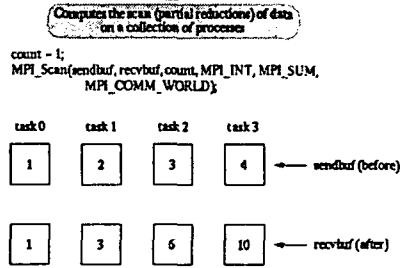 Computes the scan (partial reductions) of data
on a collection of processes
count = 1;
MPI_Scan(sendbuf, recvbuf, count, MPI_INT, MPI_SUM,
MPI_COMM_WORLD);
task 0 task 1 task 2 task 3
1 2 3 4 sendbuf (before)
1 3 6 10 recvbuf (after)